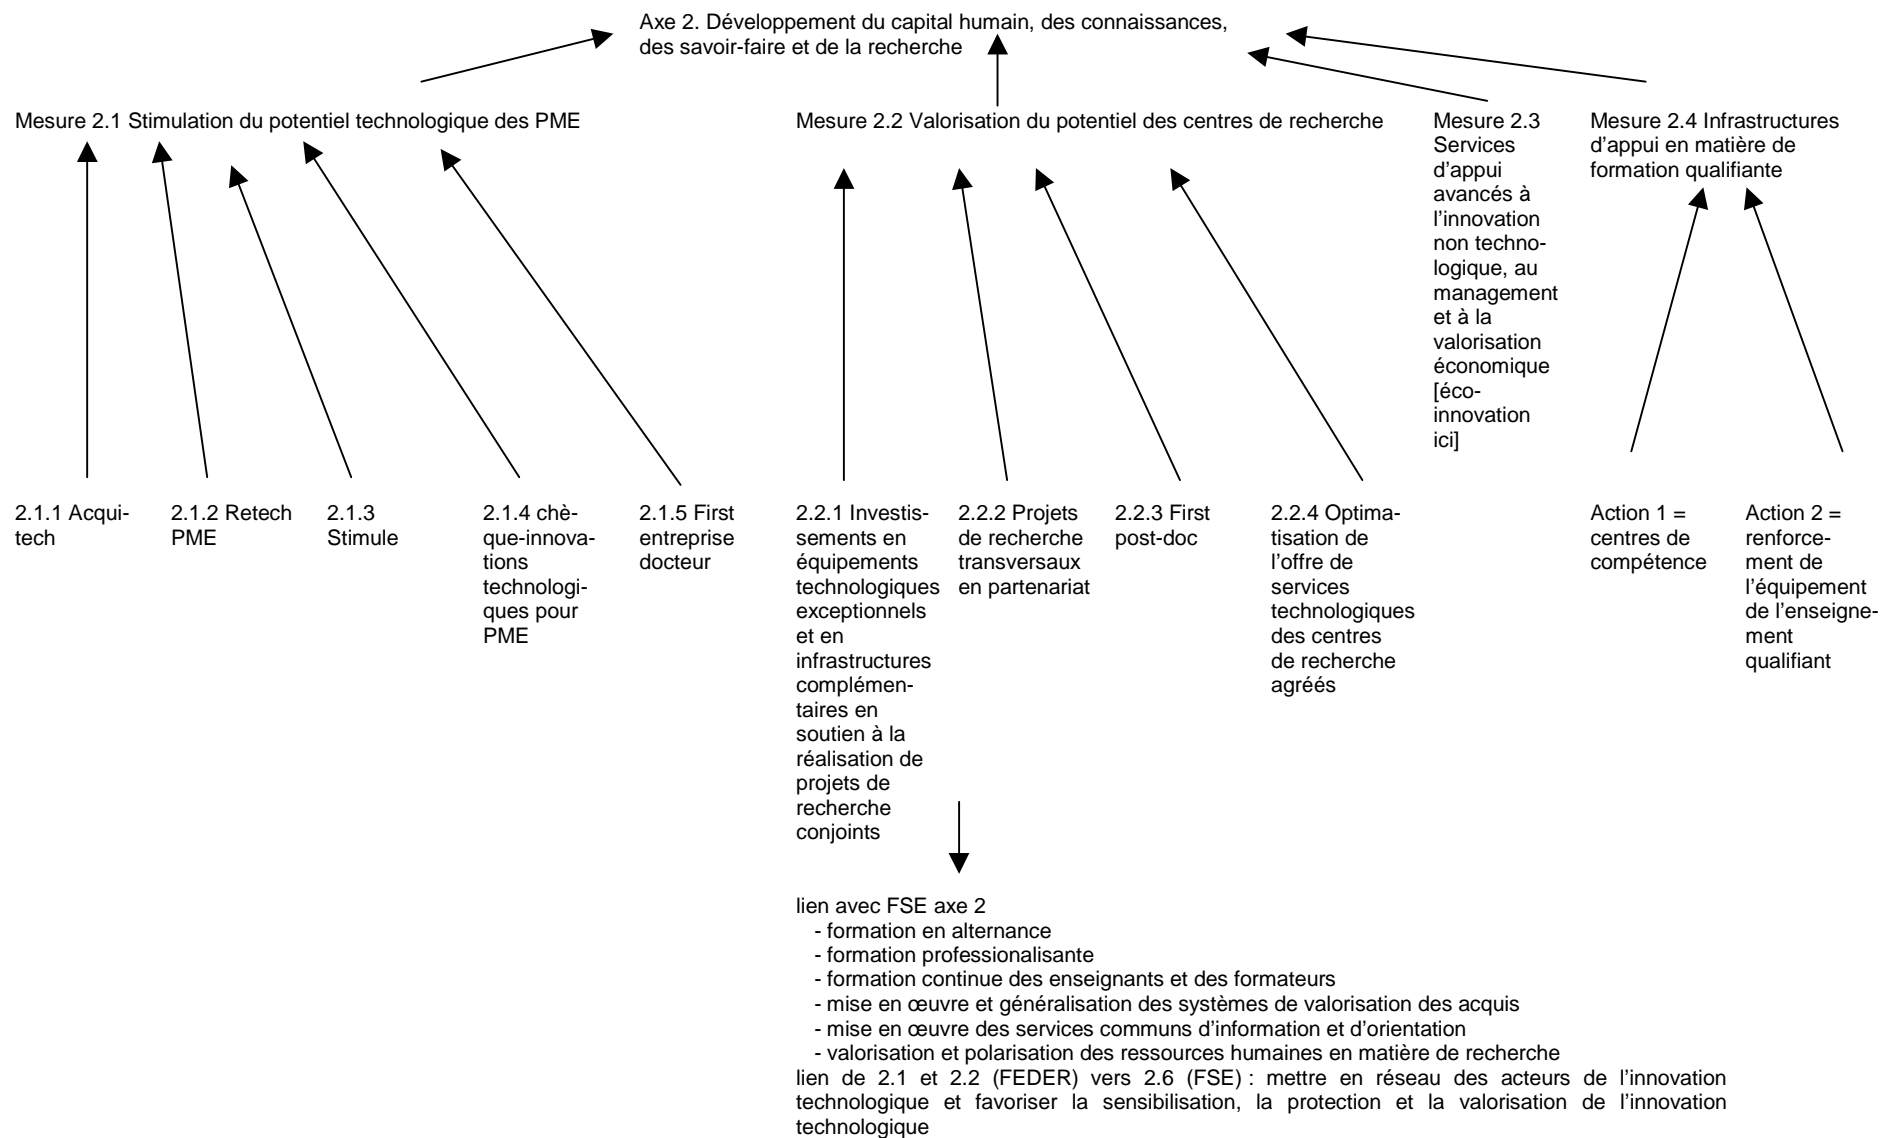 Axe 2. Développement du capital humain, des connaissances,
des savoir-faire et de la recherche
Mesure 2.1 Stimulation du potentiel technologique des PME
Mesure 2.2 Valorisation du potentiel des centres de recherche
Mesure 2.3
Services
d’appui
avancés à
l’innovation
non techno-
logique, au
management
et à la
valorisation
économique
[éco-
innovation
ici]
Mesure 2.4 Infrastructures
d’appui en matière de
formation qualifiante
2.1.1 Acqui-
tech
2.1.2 Retech
PME
2.1.3
Stimule
2.1.4 chè-
que-innova-
tions
technologi-
ques pour
PME
2.1.5 First
entreprise
docteur
2.2.1 Investis-
sements en
équipements
technologiques
exceptionnels
et en
infrastructures
complémen-
taires en
soutien à la
réalisation de
projets de
recherche
conjoints
2.2.2 Projets
de recherche
transversaux
en partenariat
2.2.3 First
post-doc
2.2.4 Optima-
tisation de
l’offre de
services
technologiques
des centres
de recherche
agréés
Action 1 =
centres de
compétence
Action 2 =
renforce-
ment de
l’équipement
de l’enseigne-
ment
qualifiant
lien avec FSE axe 2
- formation en alternance
- formation professionalisante
- formation continue des enseignants et des formateurs
- mise en œuvre et généralisation des systèmes de valorisation des acquis
- mise en œuvre des services communs d’information et d’orientation
- valorisation et polarisation des ressources humaines en matière de recherche
lien de 2.1 et 2.2 (FEDER) vers 2.6 (FSE) : mettre en réseau des acteurs de l’innovation
technologique et favoriser la sensibilisation, la protection et la valorisation de l’innovation
technologique